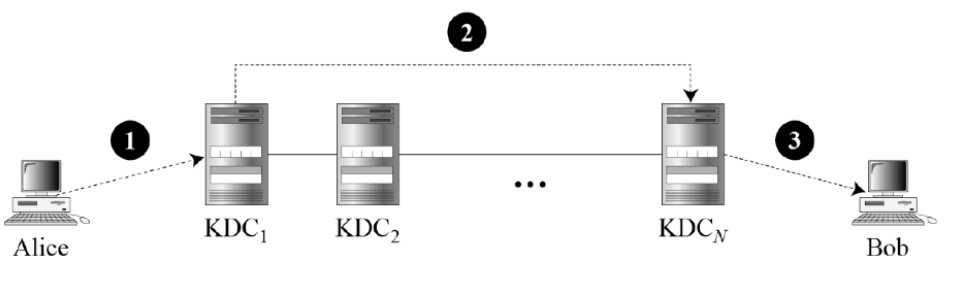 2
1
3
...
KDC1
KDC2
KDCN
Alice
Bob